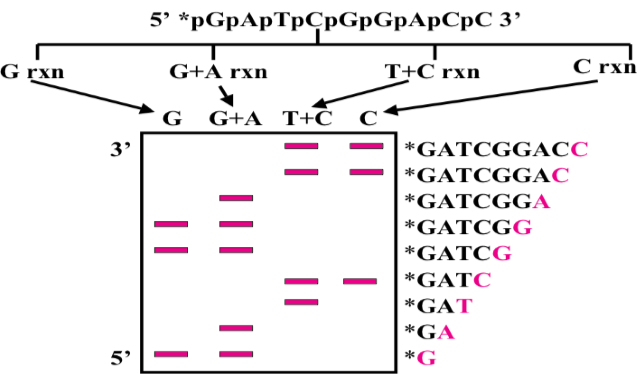 5’ *pGpApTpCpGpGpApCpC 3’
G rxn G+A rxn T+C rxn C rxn
G G+A T+C C
3’ *GATCGGACC
*GATCGGAC
*GATCGGA
*GATCGG
*GATCG
*GATC
*GAT
*GA
5’ *G